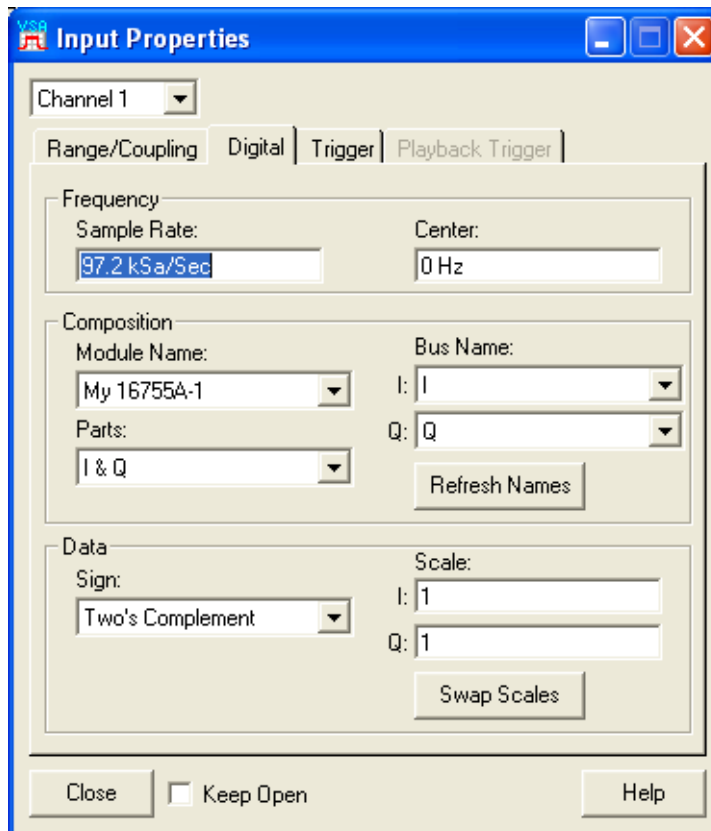 VSA
Input Properties
Channel 1
Range/Coupling Digital Trigger Playback Trigger
Frequency
Sample Rate: Center:
97.2 kSa/Sec 0 Hz
Composition
Module Name: Bus Name:
My 16755A-1 I: I
Parts: Q: Q
I & Q
Refresh Names
Data
Sign: Scale:
Two's Complement I: 1
Q: 1
Swap Scales
Close Keep Open Help